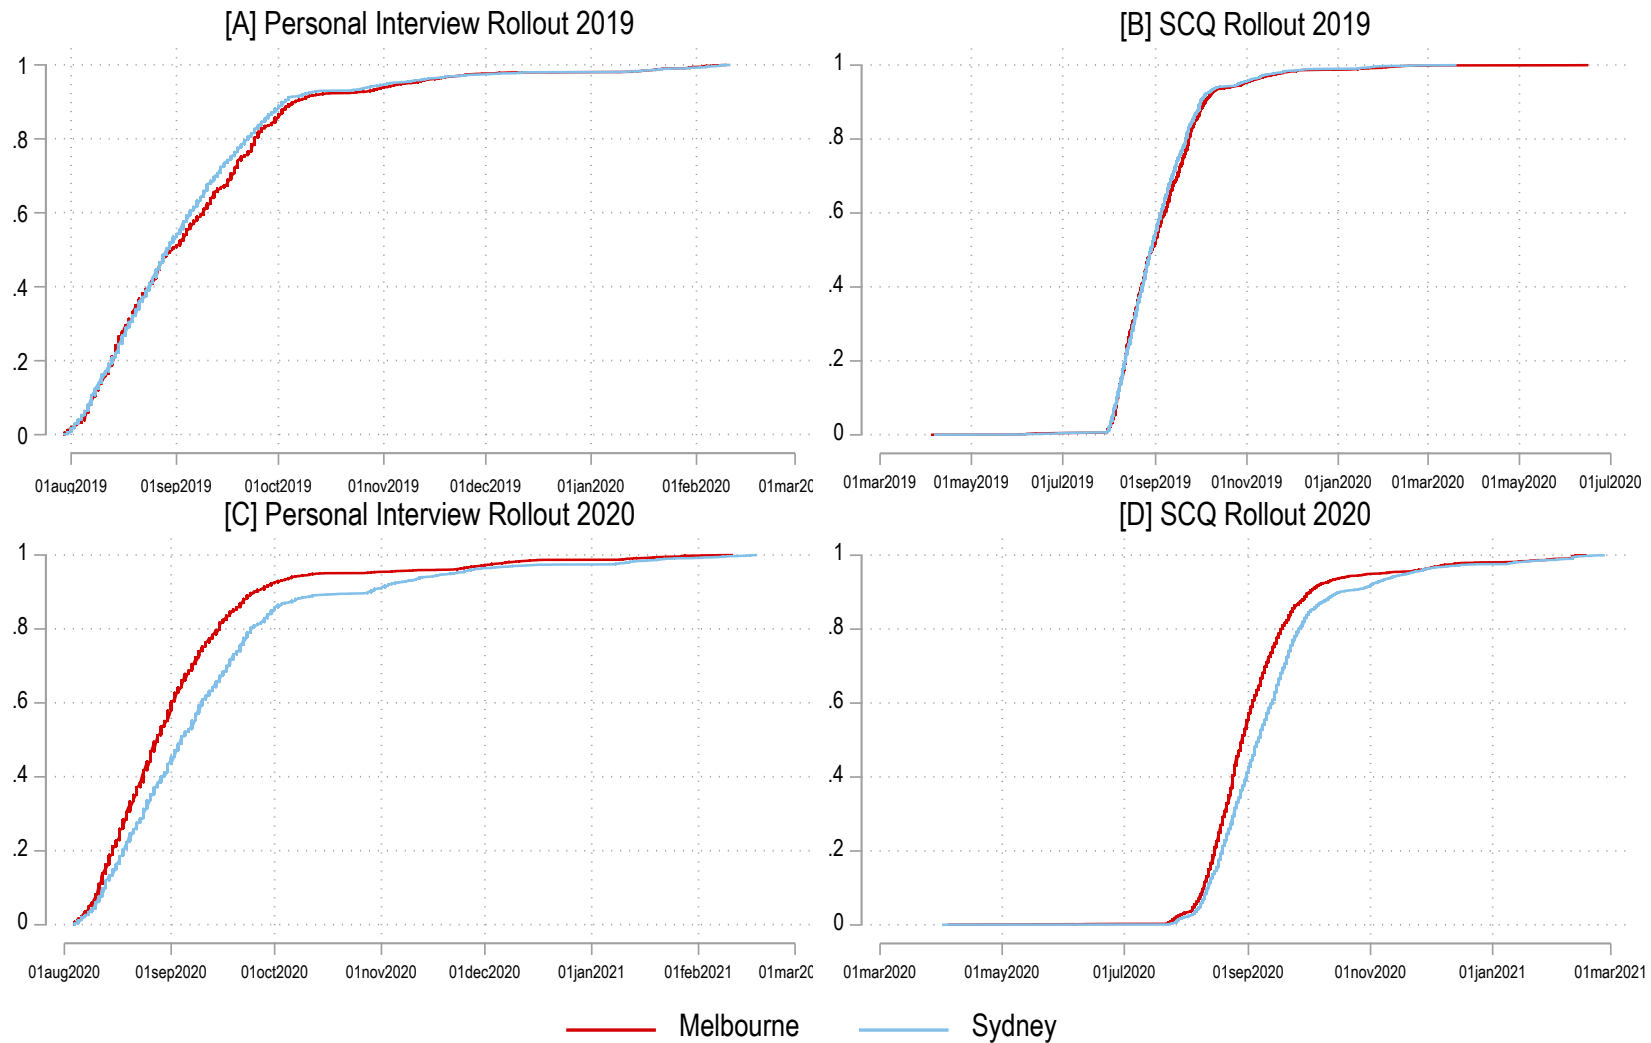 [A] Personal Interview Rollout 2019
1
.8
.6
.4
.2
0
01aug2019 01sep2019 01oct2019 01nov2019 01dec2019 01jan2020 01feb2020 01mar20
[B] SCQ Rollout 2019
1
.8
.6
.4
.2
0
01mar2019 01may2019 01jul2019 01sep2019 01nov2019 01jan2020 01mar2020 01may2020 01jul2020
[C] Personal Interview Rollout 2020
1
.8
.6
.4
.2
0
01aug2020 01sep2020 01oct2020 01nov2020 01dec2020 01jan2021 01feb2021 01mar20
[D] SCQ Rollout 2020
1
.8
.6
.4
.2
0
01mar2020 01may2020 01jul2020 01sep2020 01nov2020 01jan2021 01mar2021
Melbourne Sydney